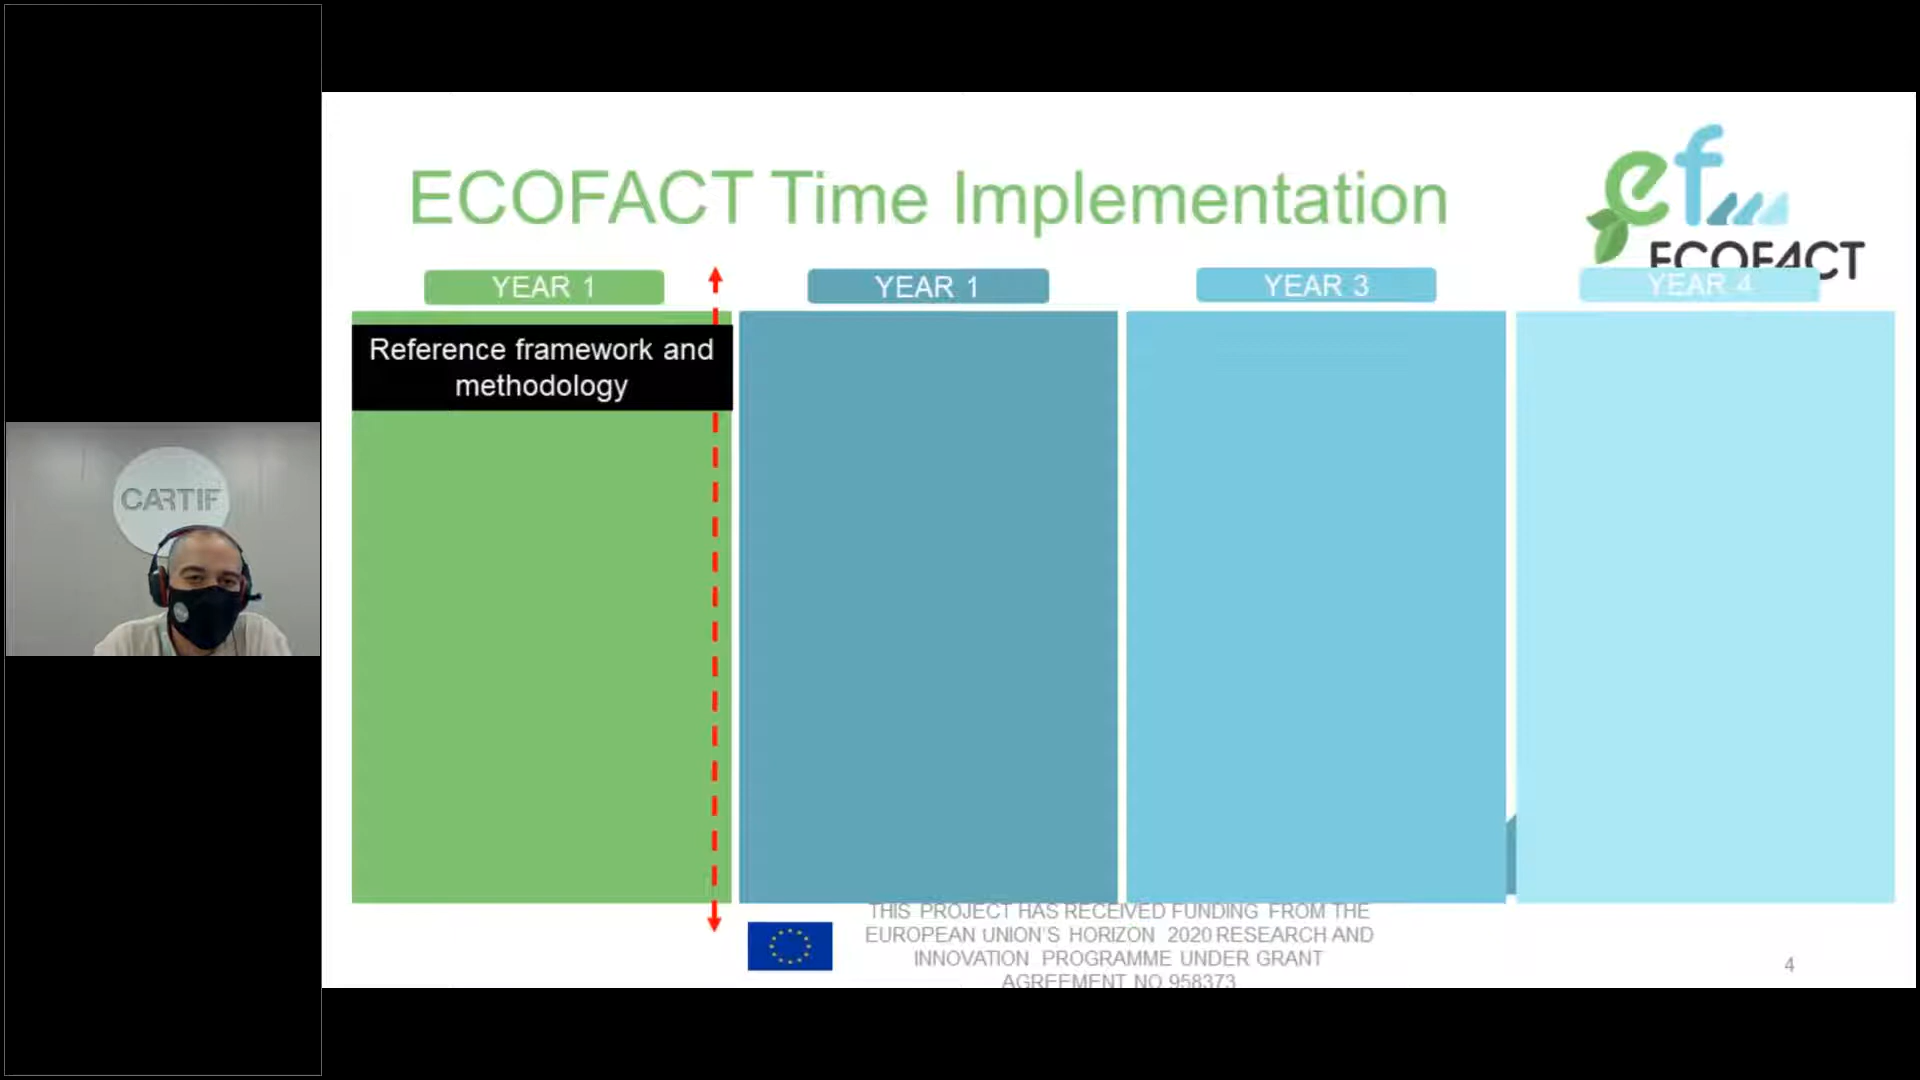 ECOFACT Time Implementation
ef
ECOFACT
YEAR 1
YEAR 1
YEAR 3
YEAR 4
Reference framework and
methodology
CARTIF
THIS PROJECT HAS RECEIVED FUNDING FROM THE
EUROPEAN UNION'S HORIZON 2020 RESEARCH AND
INNOVATION PROGRAMME UNDER GRANT
AGREEMENT NO 958373
4